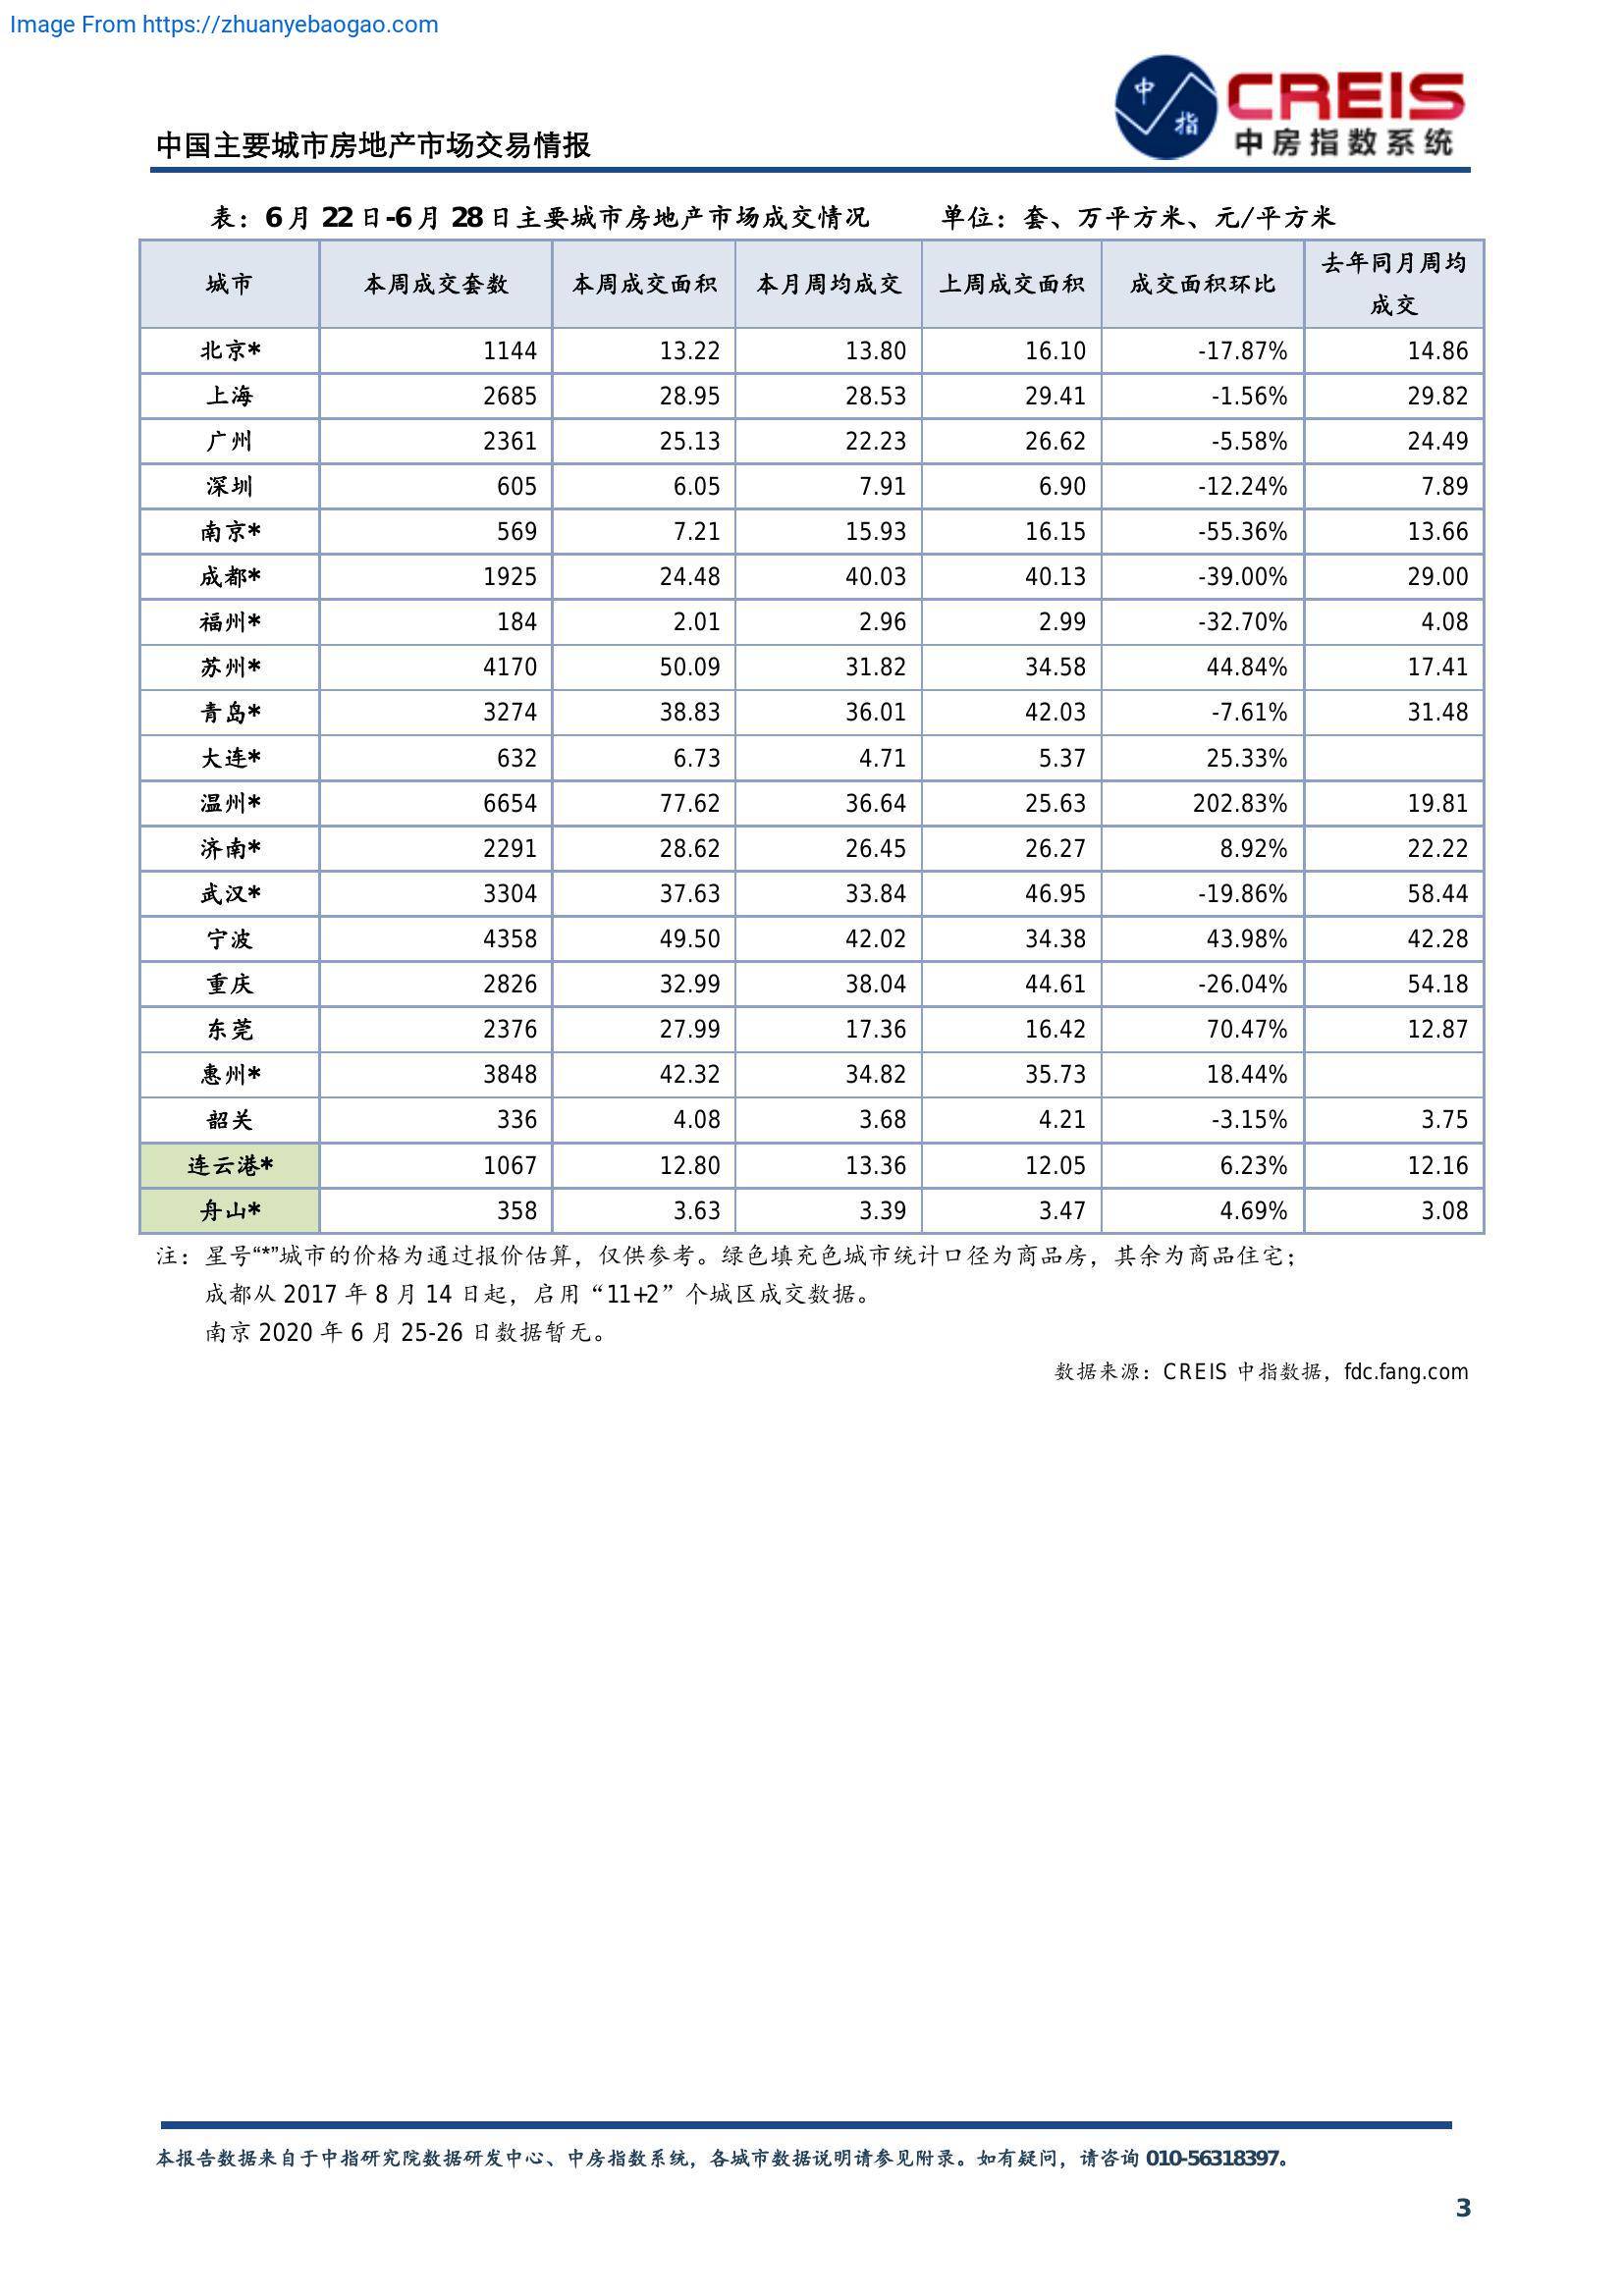 Image From https://zhuanyebaogao.com
中 指
CREIS
中房指数系统
中国主要城市房地产市场交易情报
表：6月22日-6月28日主要城市房地产市场成交情况 单位：套、万平方米、元/平方米
城市 本周成交套数 本周成交面积 本月周均成交 上周成交面积 成交面积环比 去年同月周均成交
北京* 1144 13.22 13.80 16.10 -17.87% 14.86
上海 2685 28.95 28.53 29.41 -1.56% 29.82
广州 2361 25.13 22.23 26.62 -5.58% 24.49
深圳 605 6.05 7.91 6.90 -12.24% 7.89
南京* 569 7.21 15.93 16.15 -55.36% 13.66
成都* 1925 24.48 40.03 40.13 -39.00% 29.00
福州* 184 2.01 2.96 2.99 -32.70% 4.08
苏州* 4170 50.09 31.82 34.58 44.84% 17.41
青岛* 3274 38.83 36.01 42.03 -7.61% 31.48
大连* 632 6.73 4.71 5.37 25.33%
温州* 6654 77.62 36.64 25.63 202.83% 19.81
济南* 2291 28.62 26.45 26.27 8.92% 22.22
武汉* 3304 37.63 33.84 46.95 -19.86% 58.44
宁波 4358 49.50 42.02 34.38 43.98% 42.28
重庆 2826 32.99 38.04 44.61 -26.04% 54.18
东莞 2376 27.99 17.36 16.42 70.47% 12.87
惠州* 3848 42.32 34.82 35.73 18.44%
韶关 336 4.08 3.68 4.21 -3.15% 3.75
连云港* 1067 12.80 13.36 12.05 6.23% 12.16
舟山* 358 3.63 3.39 3.47 4.69% 3.08
注：星号“*”城市的价格为通过报价估算，仅供参考。绿色填充色城市统计口径为商品房，其余为商品住宅；
成都从 2017 年 8 月 14 日起，启用“11+2”个城区成交数据。
南京 2020 年 6 月 25-26 日数据暂无。
数据来源：CREIS 中指数据，fdc.fang.com
本报告数据来自于中指研究院数据研发中心、中房指数系统，各城市数据说明请参见附录。如有疑问，请咨询 010-56318397。
3